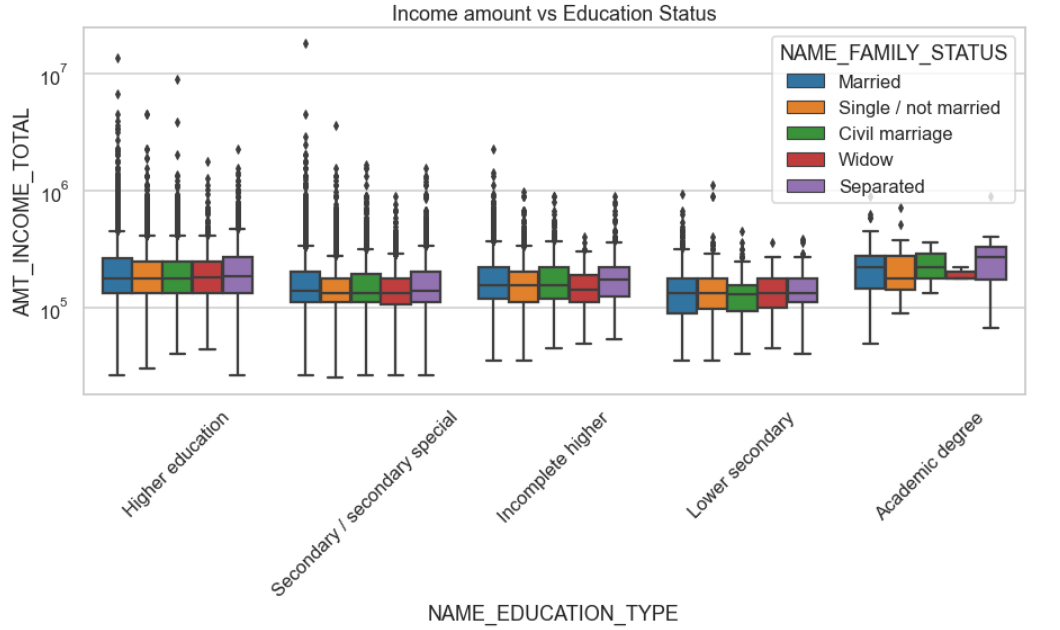 Income amount vs Education Status
AMT_INCOME_TOTAL
10^7
10^6
10^5
NAME_FAMILY_STATUS
Married
Single / not married
Civil marriage
Widow
Separated
Higher education
Secondary / secondary special
Incomplete higher
Lower secondary
Academic degree
NAME_EDUCATION_TYPE